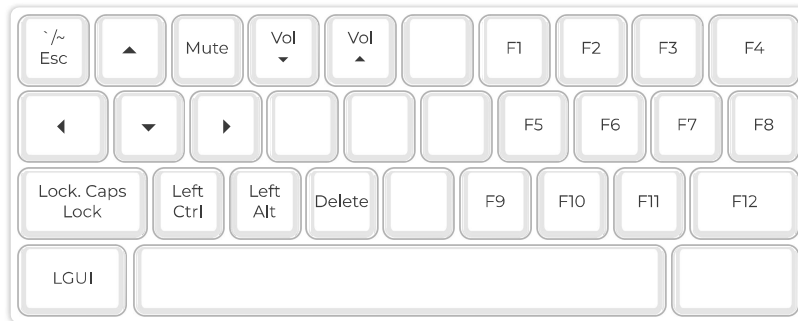 `/~
Esc
Mute
Vol
Vol
F1
F2
F3
F4
F5
F6
F7
F8
Lock. Caps
Lock
Left
Ctrl
Left
Alt
Delete
F9
F10
F11
F12
LGUI